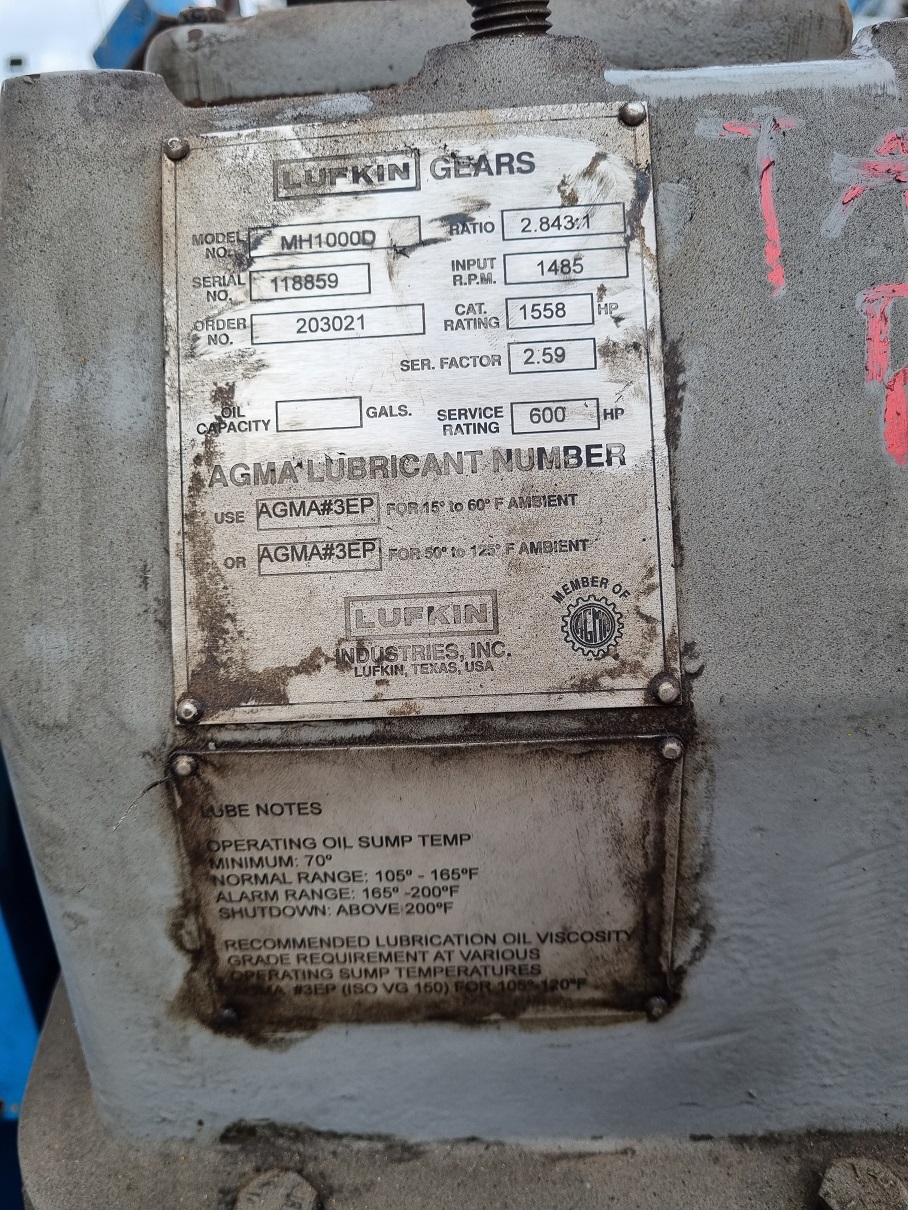 LUFKIN GEARS
MODEL NO. MH1000D
RATIO 2.843:1
SERIAL NO. 118859
INPUT R.P.M. 1485
ORDER NO. 203021
CAT. RATING 1558 HP
SER. FACTOR 2.59
OIL CAPACITY GALS.
SERVICE RATING 600 HP
AGMA LUBRICANT NUMBER
USE AGMA#3EP FOR 15° to 60° F AMBIENT
OR AGMA#3EP FOR 50° to 125° F AMBIENT
LUFKIN
INDUSTRIES, INC.
LUFKIN, TEXAS, USA
MEMBER OF
AGMA
LUBE NOTES
OPERATING OIL SUMP TEMP
MINIMUM: 70°
NORMAL RANGE: 105° - 165°F
ALARM RANGE: 165° -200°F
SHUTDOWN: ABOVE 200°F
RECOMMENDED LUBRICATION OIL VISCOSITY
GRADE REQUIREMENT AT VARIOUS
OPERATING SUMP TEMPERATURES
AGMA #3EP (ISO VG 150) FOR 105°-120°F